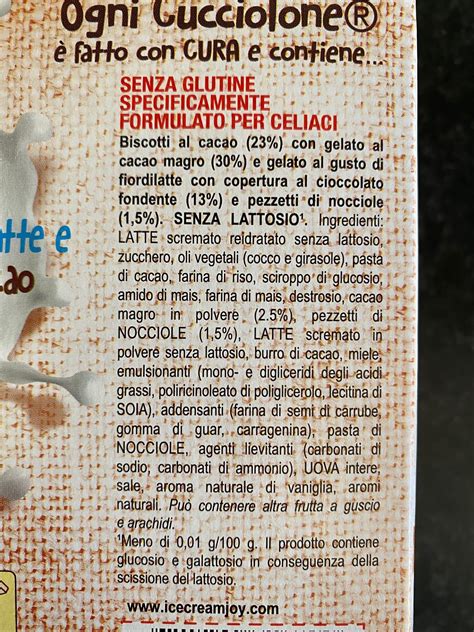 Ogni Cucciolone®
è fatto con CURA e contiene...
SENZA GLUTINE
SPECIFICAMENTE
FORMULATO PER CELIACI
Biscotti al cacao (23%) con gelato al
cacao magro (30%) e gelato al gusto di
fiordilatte con copertura al cioccolato
fondente (13%) e pezzetti di nocciole
(1,5%). SENZA LATTOSIO¹. Ingredienti:
LATTE scremato reidratato senza lattosio,
zucchero, oli vegetali (cocco e girasole), pasta
di cacao, farina di riso, sciroppo di glucosio,
amido di mais, farina di mais, destrosio, cacao
magro in polvere (2.5%), pezzetti di
NOCCIOLE (1,5%), LATTE scremato in
polvere senza lattosio, burro di cacao, miele,
emulsionanti (mono- e digliceridi degli acidi
grassi, poliricinoleato di poliglicerolo, lecitina di
SOIA), addensanti (farina di semi di carrube,
gomma di guar, carragenina), pasta di
NOCCIOLE, agenti lievitanti (carbonati di
sodio, carbonati di ammonio), UOVA intere,
sale, aroma naturale di vaniglia, aromi
naturali. Può contenere altra frutta a guscio
e arachidi.
¹Meno di 0,01 g/100 g. Il prodotto contiene
glucosio e galattosio in conseguenza della
scissione del lattosio.
www.icecreamjoy.com
atte e
cao